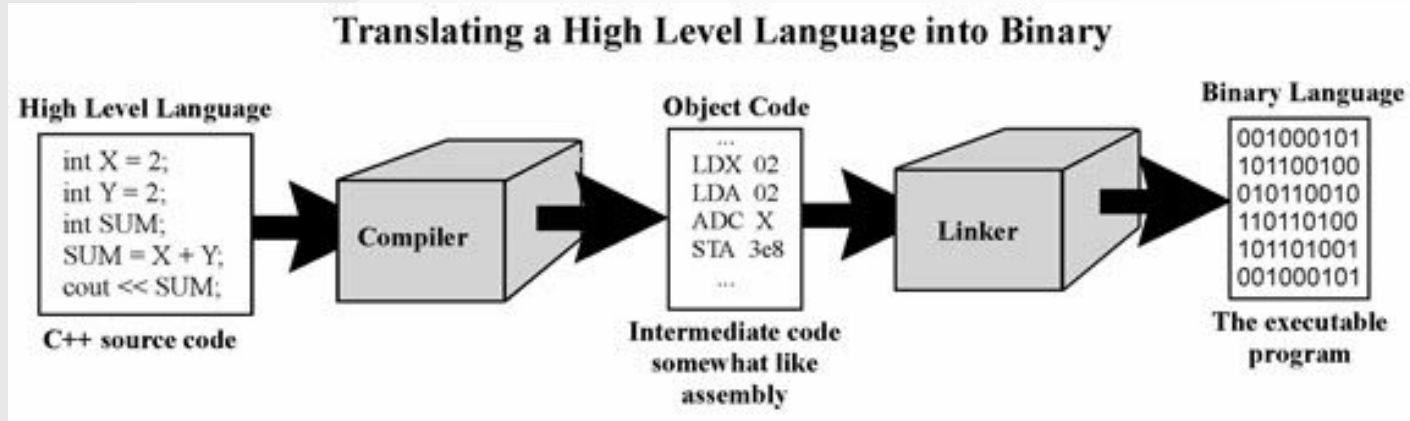 Translating a High Level Language into Binary
High Level Language
int X = 2;
int Y = 2;
int SUM;
SUM = X + Y;
cout << SUM;
C++ source code
Compiler
Object Code
...
LDX 02
LDA 02
ADC X
STA 3e8
...
Intermediate code
somewhat like
assembly
Linker
Binary Language
001000101
101100100
010110010
110110100
101101001
001000101
The executable
program